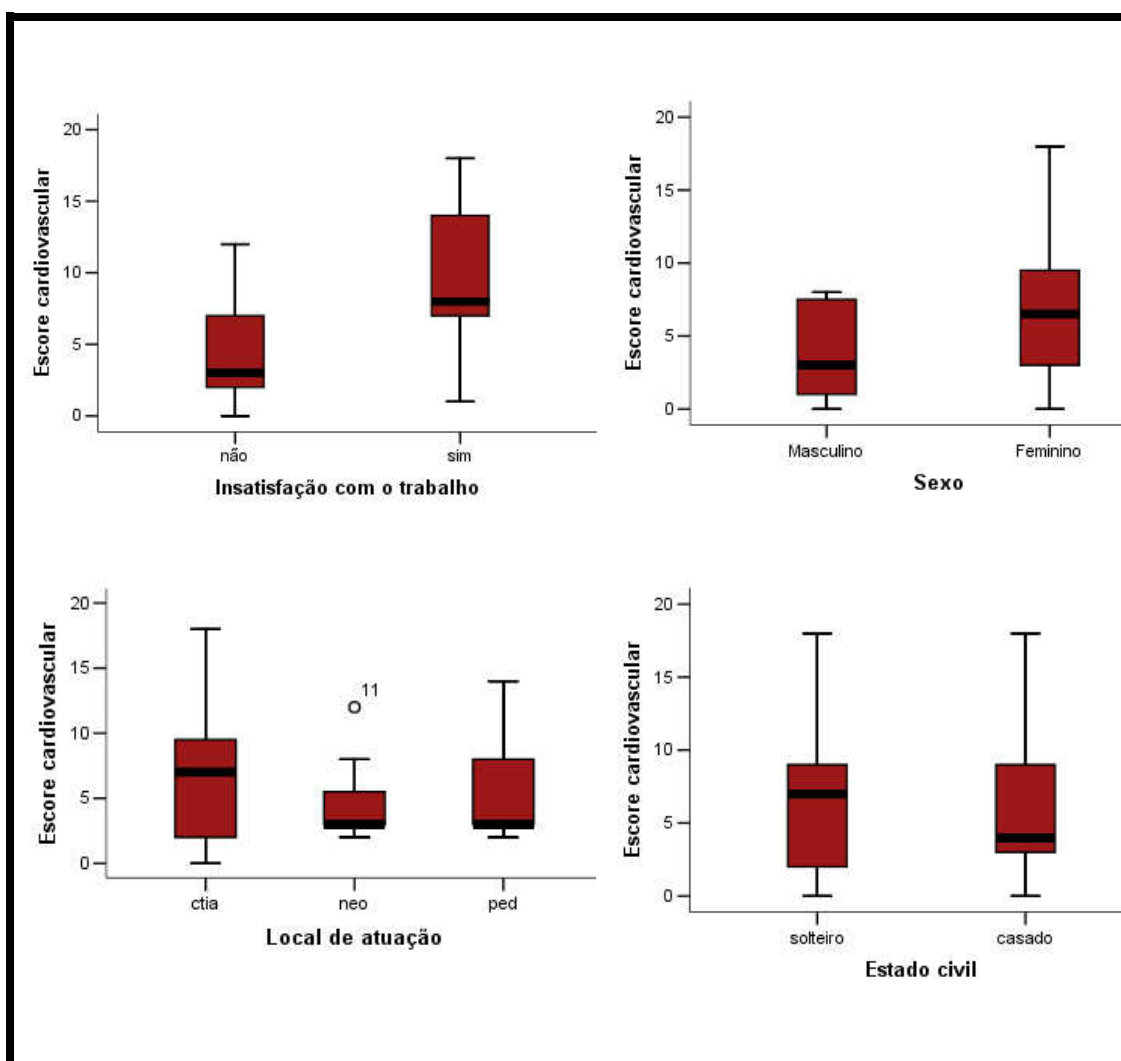 Escore cardiovascular
20
15
10
5
0
não
sim
Insatisfação com o trabalho
Escore cardiovascular
20
15
10
5
0
Masculino
Feminino
Sexo
Escore cardiovascular
20
15
10
5
0
11
ctia
neo
ped
Local de atuação
Escore cardiovascular
20
15
10
5
0
solteiro
casado
Estado civil